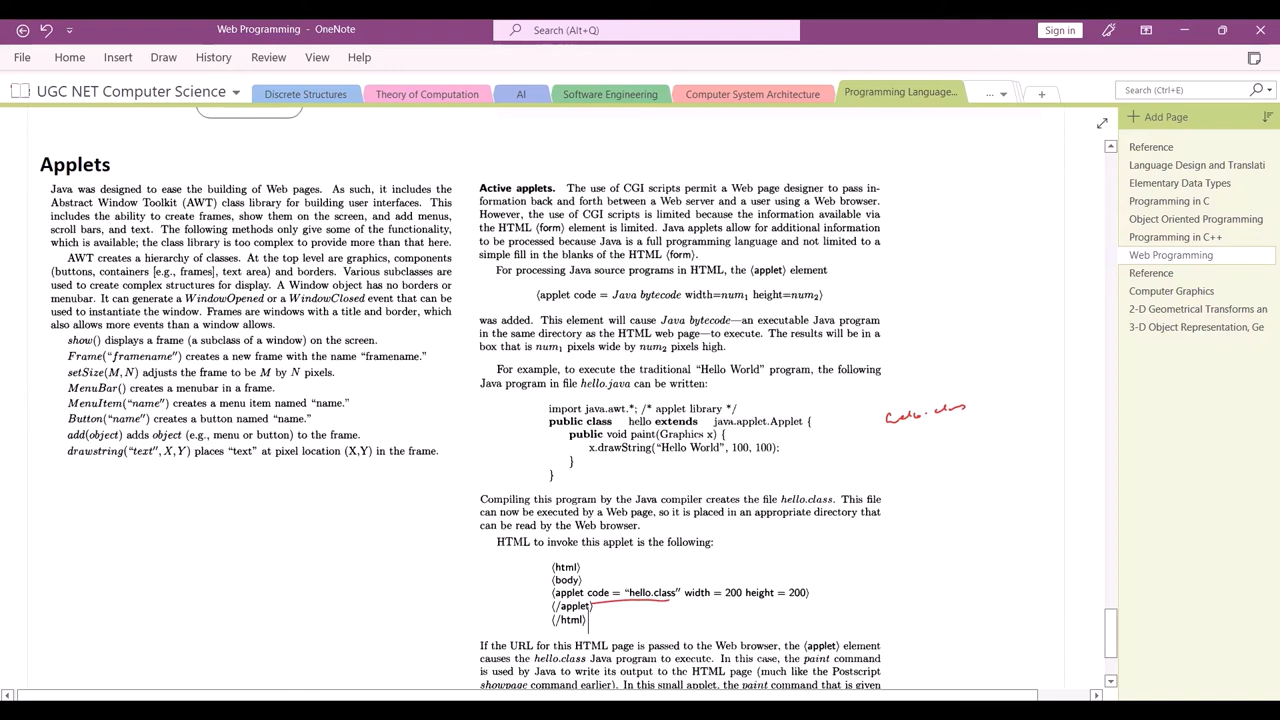 Web Programming - OneNote
Search (Alt+Q)
Sign in
File Home Insert Draw History Review View Help
UGC NET Computer Science
Discrete Structures
Theory of Computation
AI
Software Engineering
Computer System Architecture
Programming Language...
...
Search (Ctrl+E)
Add Page
Reference
Language Design and Translati
Elementary Data Types
Programming in C
Object Oriented Programming
Programming in C++
Web Programming
Reference
Computer Graphics
2-D Geometrical Transforms an
3-D Object Representation, Ge
Applets
Java was designed to ease the building of Web pages. As such, it includes the
Abstract Window Toolkit (AWT) class library for building user interfaces. This
includes the ability to create frames, show them on the screen, and add menus,
scroll bars, and text. The following methods only give some of the functionality,
which is available; the class library is too complex to provide more than that here.
AWT creates a hierarchy of classes. At the top level are graphics, components
(buttons, containers [e.g., frames], text area) and borders. Various subclasses are
used to create complex structures for display. A Window object has no borders or
menubar. It can generate a WindowOpened or a WindowClosed event that can be
used to instantiate the window. Frames are windows with a title and border, which
also allows more events than a window allows.
show() displays a frame (a subclass of a window) on the screen.
Frame("framename") creates a new frame with the name "framename."
setSize(M, N) adjusts the frame to be M by N pixels.
MenuBar() creates a menubar in a frame.
MenuItem("name") creates a menu item named "name."
Button("name") creates a button named "name."
add(object) adds object (e.g., menu or button) to the frame.
drawstring("text", X, Y) places "text" at pixel location (X,Y) in the frame.
Active applets. The use of CGI scripts permit a Web page designer to pass in-
formation back and forth between a Web server and a user using a Web browser.
However, the use of CGI scripts is limited because the information available via
the HTML ⟨form⟩ element is limited. Java applets allow for additional information
to be processed because Java is a full programming language and not limited to a
simple fill in the blanks of the HTML ⟨form⟩.
For processing Java source programs in HTML, the ⟨applet⟩ element
⟨applet code = Java bytecode width=num1 height=num2⟩
was added. This element will cause Java bytecode—an executable Java program
in the same directory as the HTML web page—to execute. The results will be in a
box that is num1 pixels wide by num2 pixels high.
For example, to execute the traditional "Hello World" program, the following
Java program in file hello.java can be written:
import java.awt.*; /* applet library */
public class hello extends java.applet.Applet {
public void paint(Graphics x) {
x.drawString("Hello World", 100, 100);
}
}
hello.class
Compiling this program by the Java compiler creates the file hello.class. This file
can now be executed by a Web page, so it is placed in an appropriate directory that
can be read by the Web browser.
HTML to invoke this applet is the following:
⟨html⟩
⟨body⟩
⟨applet code = "hello.class" width = 200 height = 200⟩
⟨/applet⟩
⟨/html⟩
If the URL for this HTML page is passed to the Web browser, the ⟨applet⟩ element
causes the hello.class Java program to execute. In this case, the paint command
is used by Java to write its output to the HTML page (much like the Postscript
showpage command earlier). In this small applet, the paint command that is given